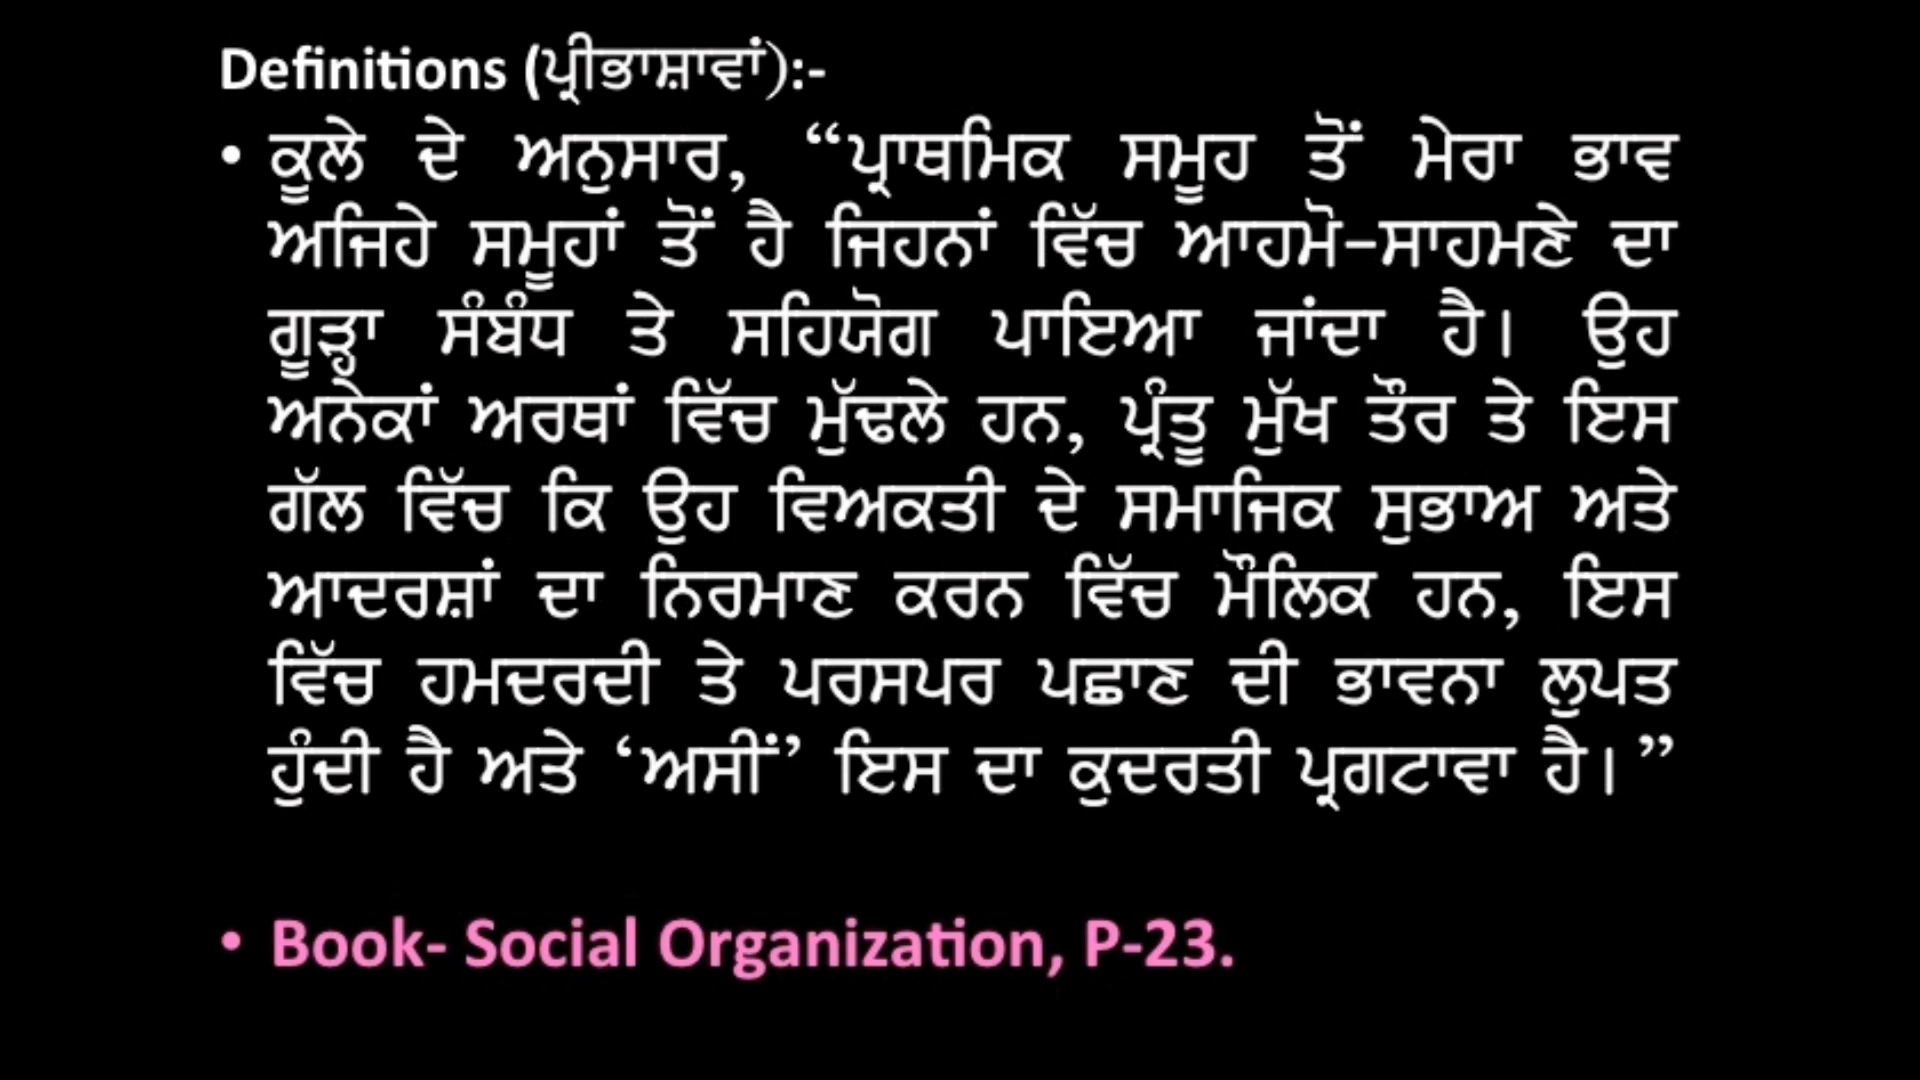 Definitions (ਪ੍ਰੀਭਾਸ਼ਾਵਾਂ):-
• ਕੂਲੇ ਦੇ ਅਨੁਸਾਰ, “ਪ੍ਰਾਥਮਿਕ ਸਮੂਹ ਤੋਂ ਮੇਰਾ ਭਾਵ
ਅਜਿਹੇ ਸਮੂਹਾਂ ਤੋਂ ਹੈ ਜਿਹਨਾਂ ਵਿੱਚ ਆਹਮੋ-ਸਾਹਮਣੇ ਦਾ
ਗੂੜ੍ਹਾ ਸੰਬੰਧ ਤੇ ਸਹਿਯੋਗ ਪਾਇਆ ਜਾਂਦਾ ਹੈ। ਉਹ
ਅਨੇਕਾਂ ਅਰਥਾਂ ਵਿੱਚ ਮੁੱਢਲੇ ਹਨ, ਪ੍ਰੰਤੂ ਮੁੱਖ ਤੌਰ ਤੇ ਇਸ
ਗੱਲ ਵਿੱਚ ਕਿ ਉਹ ਵਿਅਕਤੀ ਦੇ ਸਮਾਜਿਕ ਸੁਭਾਅ ਅਤੇ
ਆਦਰਸ਼ਾਂ ਦਾ ਨਿਰਮਾਣ ਕਰਨ ਵਿੱਚ ਮੌਲਿਕ ਹਨ, ਇਸ
ਵਿੱਚ ਹਮਦਰਦੀ ਤੇ ਪਰਸਪਰ ਪਛਾਣ ਦੀ ਭਾਵਨਾ ਲੁਪਤ
ਹੁੰਦੀ ਹੈ ਅਤੇ ‘ਅਸੀਂ’ ਇਸ ਦਾ ਕੁਦਰਤੀ ਪ੍ਰਗਟਾਵਾ ਹੈ।”
• Book- Social Organization, P-23.